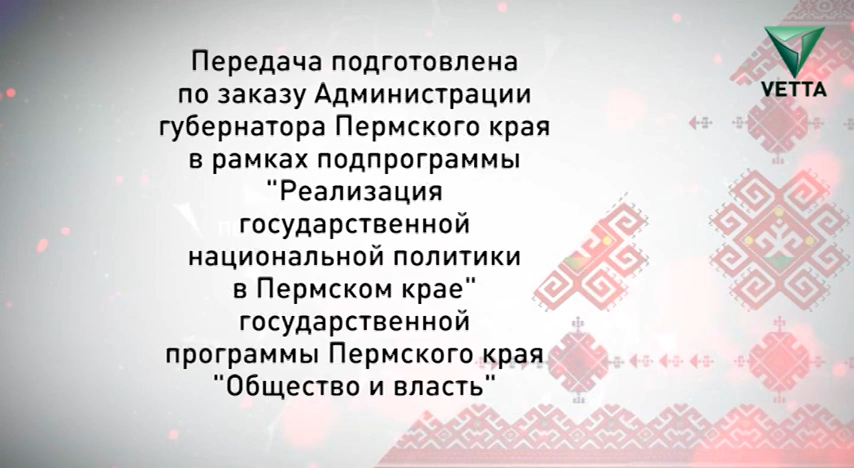 Передача подготовлена
по заказу Администрации
губернатора Пермского края
в рамках подпрограммы
"Реализация
государственной
национальной политики
в Пермском крае"
государственной
программы Пермского края
"Общество и власть"
VETTA